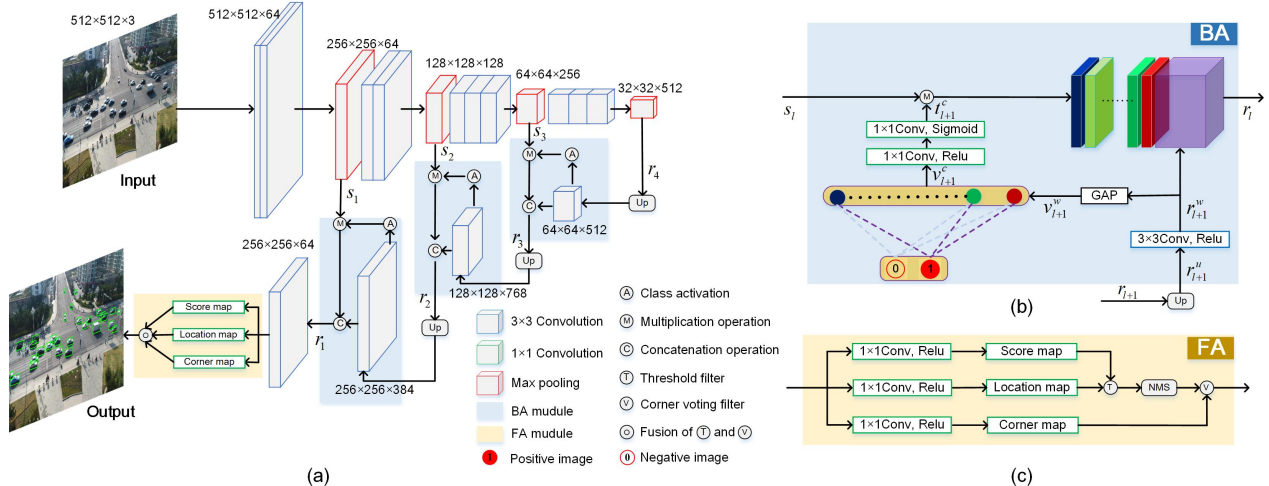 512×512×3
512×512×64
256×256×64
128×128×128
64×64×256
32×32×512
Input
s1
s2
s3
r4
M
A
M
A
M
A
C
C
C
Up
64×64×512
r3
Up
128×128×768
r2
Up
256×256×384
r1
256×256×64
Score map
Location map
Corner map
O
Output
3×3 Convolution
1×1 Convolution
Max pooling
BA mudule
FA mudule
1 Positive image
A Class activation
M Multiplication operation
C Concatenation operation
T Threshold filter
V Corner voting filter
O Fusion of T and V
0 Negative image
(a)
BA
s_l
M
r_l
t^c_{l+1}
1×1Conv, Sigmoid
1×1Conv, Relu
v^c_{l+1}
GAP
v^w_{l+1}
r^w_{l+1}
3×3Conv, Relu
0
1
r^u_{l+1}
r_{l+1}
Up
(b)
FA
1×1Conv, Relu
Score map
1×1Conv, Relu
Location map
T
NMS
V
1×1Conv, Relu
Corner map
(c)